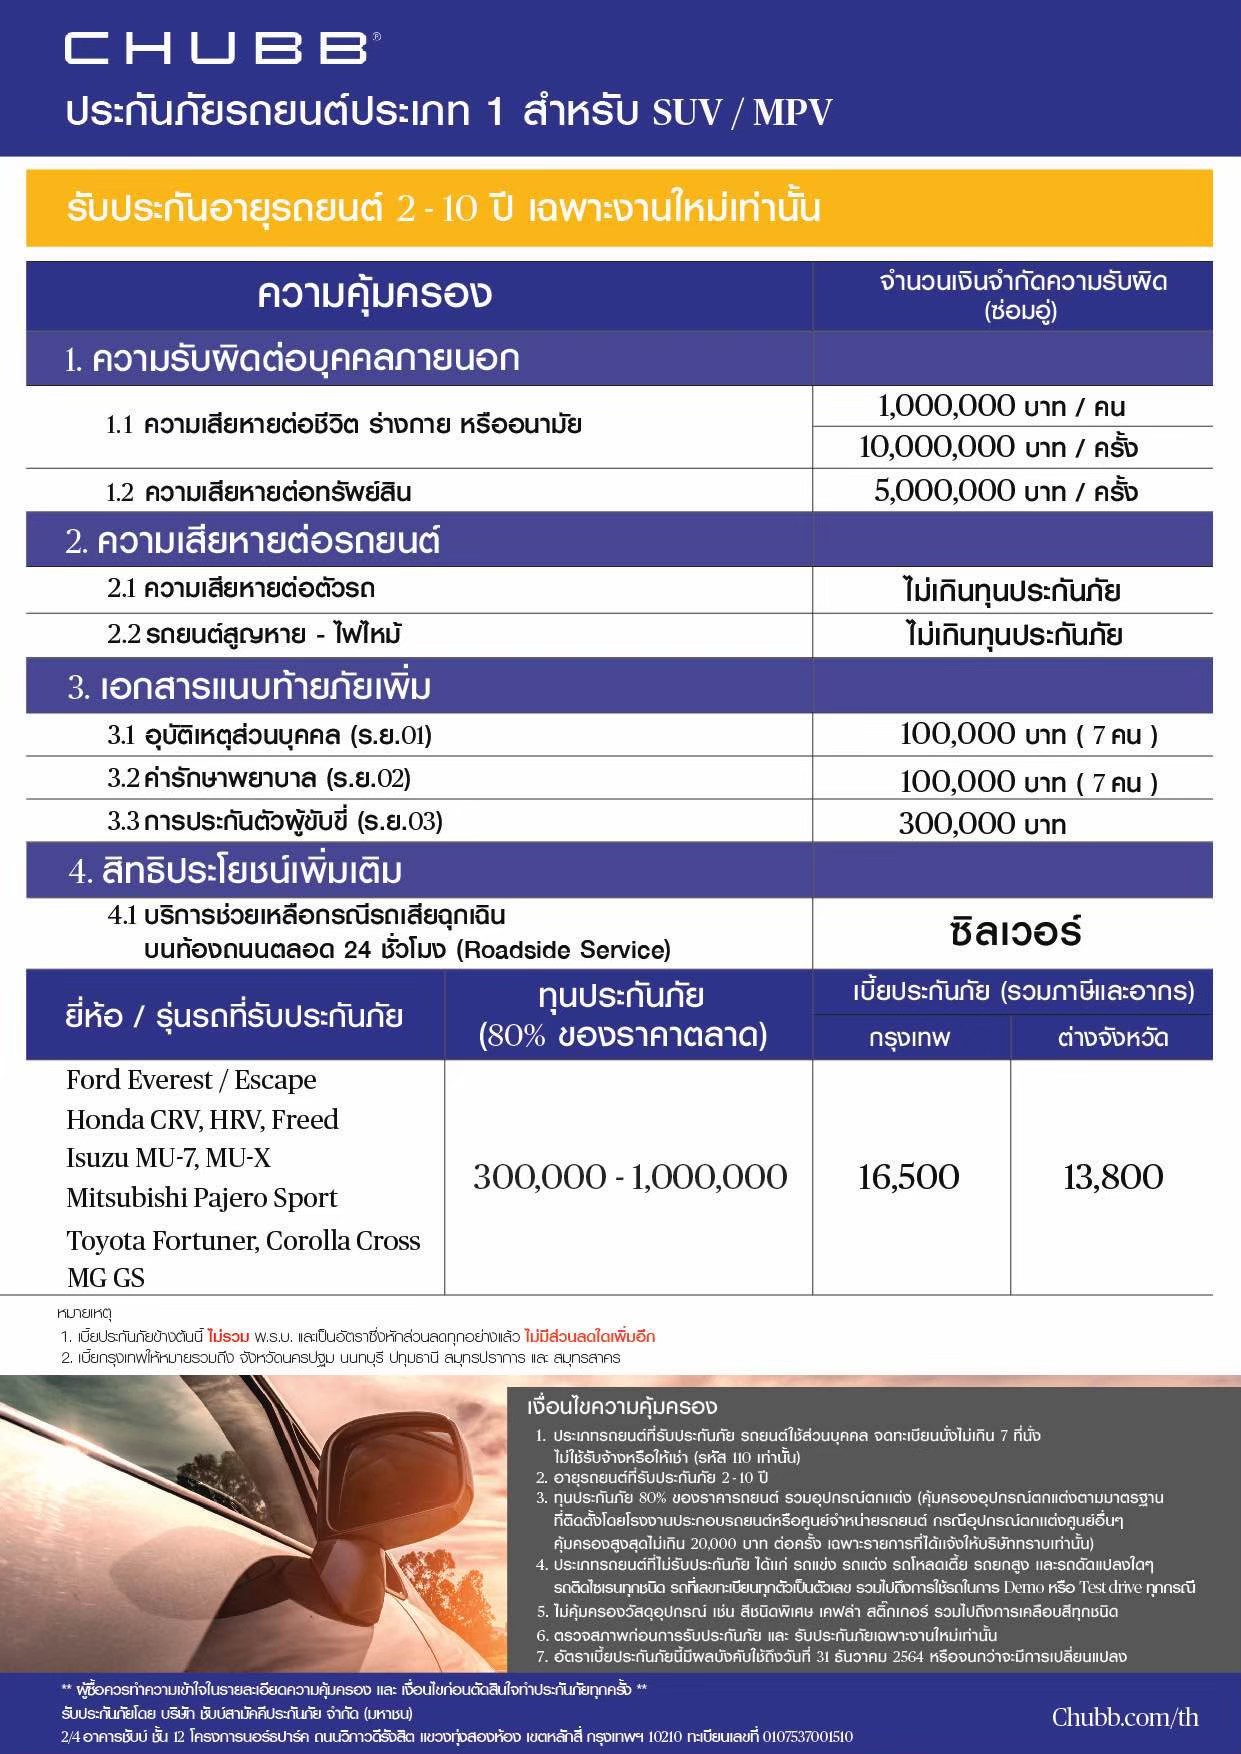 CHUBB®
ประกันภัยรถยนต์ประเภท 1 สำหรับ SUV / MPV
รับประกันอายุรถยนต์ 2 - 10 ปี เฉพาะงานใหม่เท่านั้น
ความคุ้มครอง
จำนวนเงินจำกัดความรับผิด
(ซ่อมอู่)
1. ความรับผิดต่อบุคคลภายนอก
1.1 ความเสียหายต่อชีวิต ร่างกาย หรืออนามัย
1,000,000 บาท / คน
10,000,000 บาท / ครั้ง
1.2 ความเสียหายต่อทรัพย์สิน
5,000,000 บาท / ครั้ง
2. ความเสียหายต่อรถยนต์
2.1 ความเสียหายต่อตัวรถ
ไม่เกินทุนประกันภัย
2.2 รถยนต์สูญหาย - ไฟไหม้
ไม่เกินทุนประกันภัย
3. เอกสารแนบท้ายภัยเพิ่ม
3.1 อุบัติเหตุส่วนบุคคล (ร.ย.01)
100,000 บาท ( 7 คน )
3.2 ค่ารักษาพยาบาล (ร.ย.02)
100,000 บาท ( 7 คน )
3.3 การประกันตัวผู้ขับขี่ (ร.ย.03)
300,000 บาท
4. สิทธิประโยชน์เพิ่มเติม
4.1 บริการช่วยเหลือกรณีรถเสียฉุกเฉิน
บนท้องถนนตลอด 24 ชั่วโมง (Roadside Service)
ซิลเวอร์
ยี่ห้อ / รุ่นรถที่รับประกันภัย
ทุนประกันภัย
(80% ของราคาตลาด)
เบี้ยประกันภัย (รวมภาษีและอากร)
กรุงเทพ
ต่างจังหวัด
Ford Everest / Escape
Honda CRV, HRV, Freed
Isuzu MU-7, MU-X
Mitsubishi Pajero Sport
Toyota Fortuner, Corolla Cross
MG GS
300,000 - 1,000,000
16,500
13,800
หมายเหตุ
1. เบี้ยประกันภัยข้างต้นนี้ ไม่รวม พ.ร.บ. และเป็นอัตราซึ่งหักส่วนลดทุกอย่างแล้ว ไม่มีส่วนลดใดเพิ่มอีก
2. เบี้ยกรุงเทพให้หมายรวมถึง จังหวัดนครปฐม นนทบุรี ปทุมธานี สมุทรปราการ และ สมุทรสาคร
เงื่อนไขความคุ้มครอง
1. ประเภทรถยนต์ที่รับประกันภัย รถยนต์ใช้ส่วนบุคคล จดทะเบียนนั่งไม่เกิน 7 ที่นั่ง
ไม่ใช้รับจ้างหรือให้เช่า (รหัส 110 เท่านั้น)
2. อายุรถยนต์ที่รับประกันภัย 2 - 10 ปี
3. ทุนประกันภัย 80% ของราคารถยนต์ รวมอุปกรณ์ตกแต่ง (คุ้มครองอุปกรณ์ตกแต่งตามมาตรฐาน
ที่ติดตั้งโดยโรงงานประกอบรถยนต์หรือศูนย์จำหน่ายรถยนต์ กรณีอุปกรณ์ตกแต่งศูนย์อื่นๆ
คุ้มครองสูงสุดไม่เกิน 20,000 บาท ต่อครั้ง เฉพาะรายการที่ได้แจ้งให้บริษัททราบเท่านั้น)
4. ประเภทรถยนต์ที่ไม่รับประกันภัย ได้แก่ รถแข่ง รถแต่ง รถโหลดเตี้ย รถยกสูง และรถดัดแปลงใดๆ
รถติดไซเรนทุกชนิด รถที่เลขทะเบียนทุกตัวเป็นตัวเลข รวมไปถึงการใช้รถในการ Demo หรือ Test drive ทุกกรณี
5. ไม่คุ้มครองวัสดุอุปกรณ์ เช่น สีชนิดพิเศษ เคฟล่า สติ๊กเกอร์ รวมไปถึงการเคลือบสีทุกชนิด
6. ตรวจสภาพก่อนการรับประกันภัย และ รับประกันภัยเฉพาะงานใหม่เท่านั้น
7. อัตราเบี้ยประกันภัยนี้มีผลบังคับใช้ถึงวันที่ 31 ธันวาคม 2564 หรือจนกว่าจะมีการเปลี่ยนแปลง
** ผู้ซื้อควรทำความเข้าใจในรายละเอียดความคุ้มครอง และ เงื่อนไขก่อนตัดสินใจทำประกันภัยทุกครั้ง **
รับประกันภัยโดย บริษัท ชับบ์สามัคคีประกันภัย จำกัด (มหาชน)
2/4 อาคารชับบ์ ชั้น 12 โครงการนอร์ธปาร์ค ถนนวิภาวดีรังสิต แขวงทุ่งสองห้อง เขตหลักสี่ กรุงเทพฯ 10210 ทะเบียนเลขที่ 0107537001510
Chubb.com/th